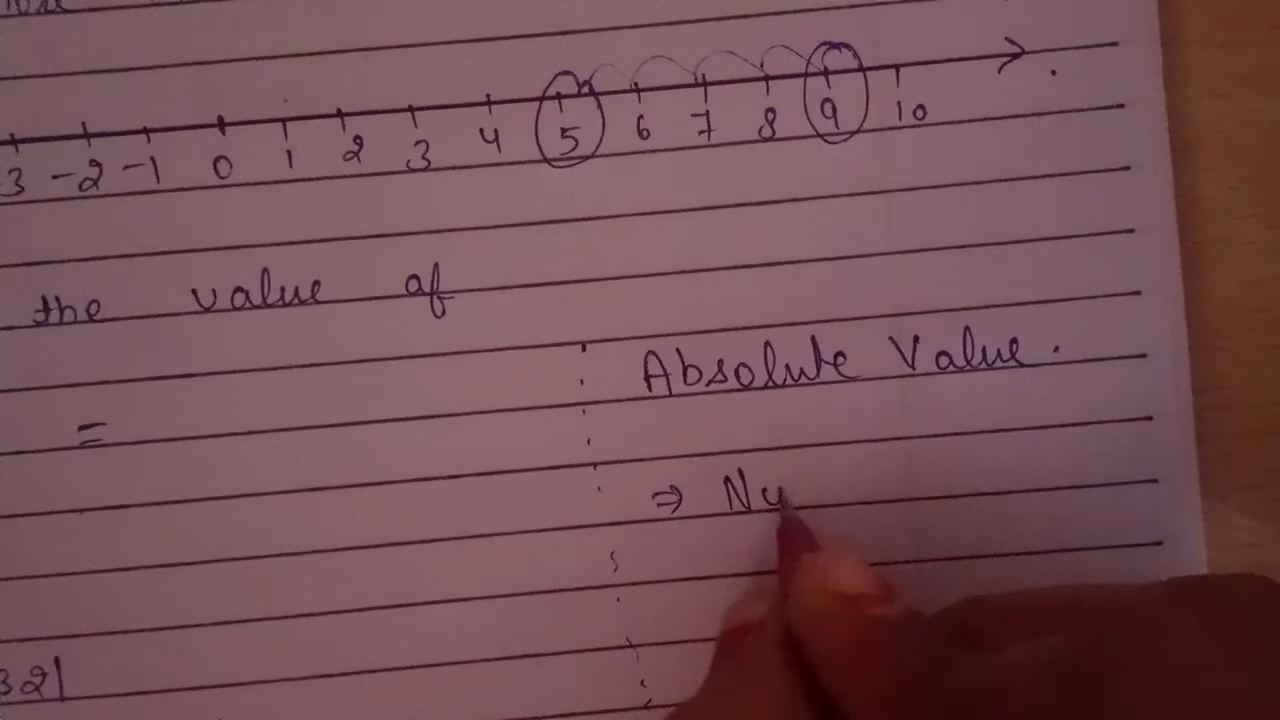 3 -2 -1 0 1 2 3 4 5 6 7 8 9 10
the value of
Absolute Value.
=
⇒ Nu
32|